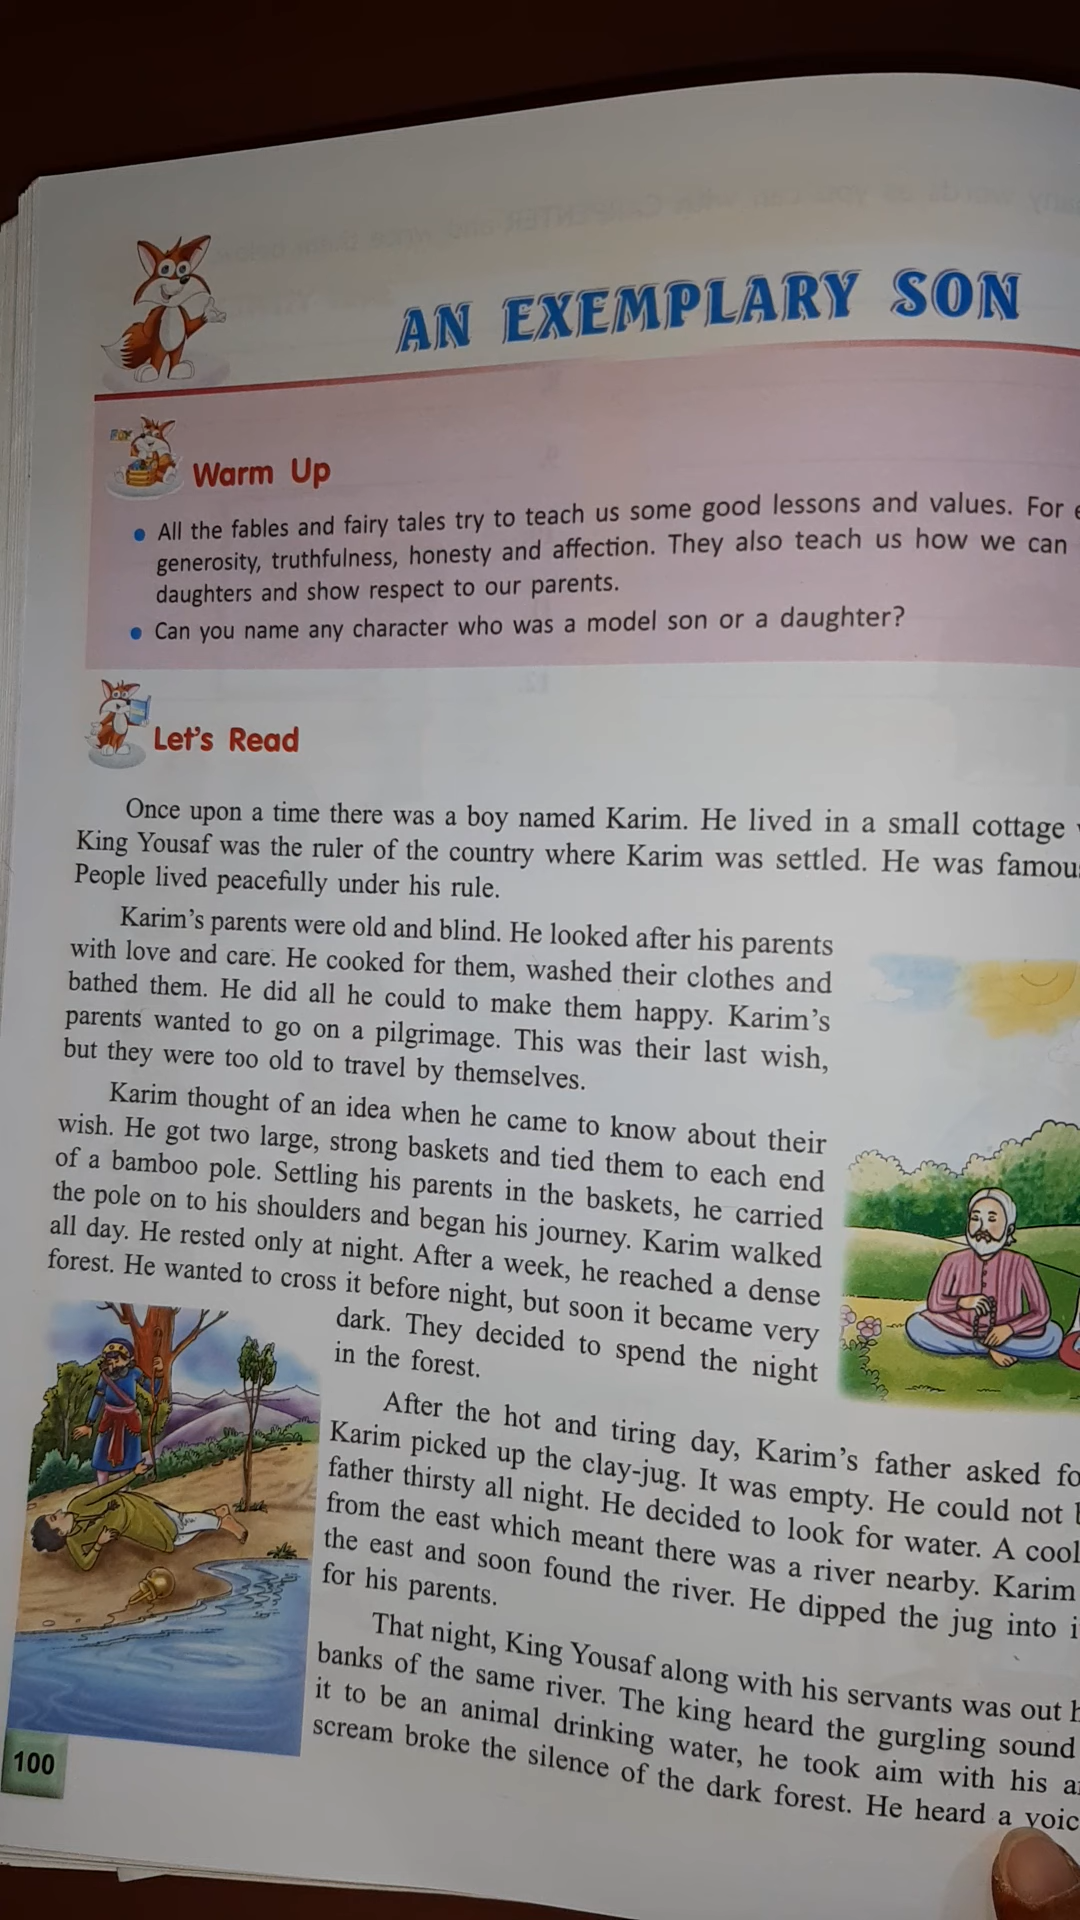 AN EXEMPLARY SON
Warm Up
All the fables and fairy tales try to teach us some good lessons and values. For
generosity, truthfulness, honesty and affection. They also teach us how we can
daughters and show respect to our parents.
Can you name any character who was a model son or a daughter?
Let's Read
Once upon a time there was a boy named Karim. He lived in a small cottage
King Yousaf was the ruler of the country where Karim was settled. He was
People lived peacefully under his rule.
Karim's parents were old and blind. He looked after his parents
with love and care. He cooked for them, washed their clothes and
bathed them. He did all he could to make them happy. Karim's
parents wanted to go on a pilgrimage. This was their last wish,
but they were too old to travel by themselves.
Karim thought of an idea when he came to know about their
wish. He got two large, strong baskets and tied them to each end
of a bamboo pole. Settling his parents in the baskets, he carried
the pole on to his shoulders and began his journey. Karim walked
all day. He rested only at night. After a week, he reached a dense
forest. He wanted to cross it before night, but soon it became very
dark. They decided to spend the night
in the forest.
After the hot and tiring day, Karim's father asked
Karim picked up the clay-jug. It was empty. He could not
father thirsty all night. He decided to look for water. A cool
from the east which meant there was a river nearby. Karim
the east and soon found the river. He dipped the jug into
for his parents.
That night, King Yousaf along with his servants was out
banks of the same river. The king heard the gurgling sound
it to be an animal drinking water, he took aim with his
scream broke the silence of the dark forest. He heard a
100